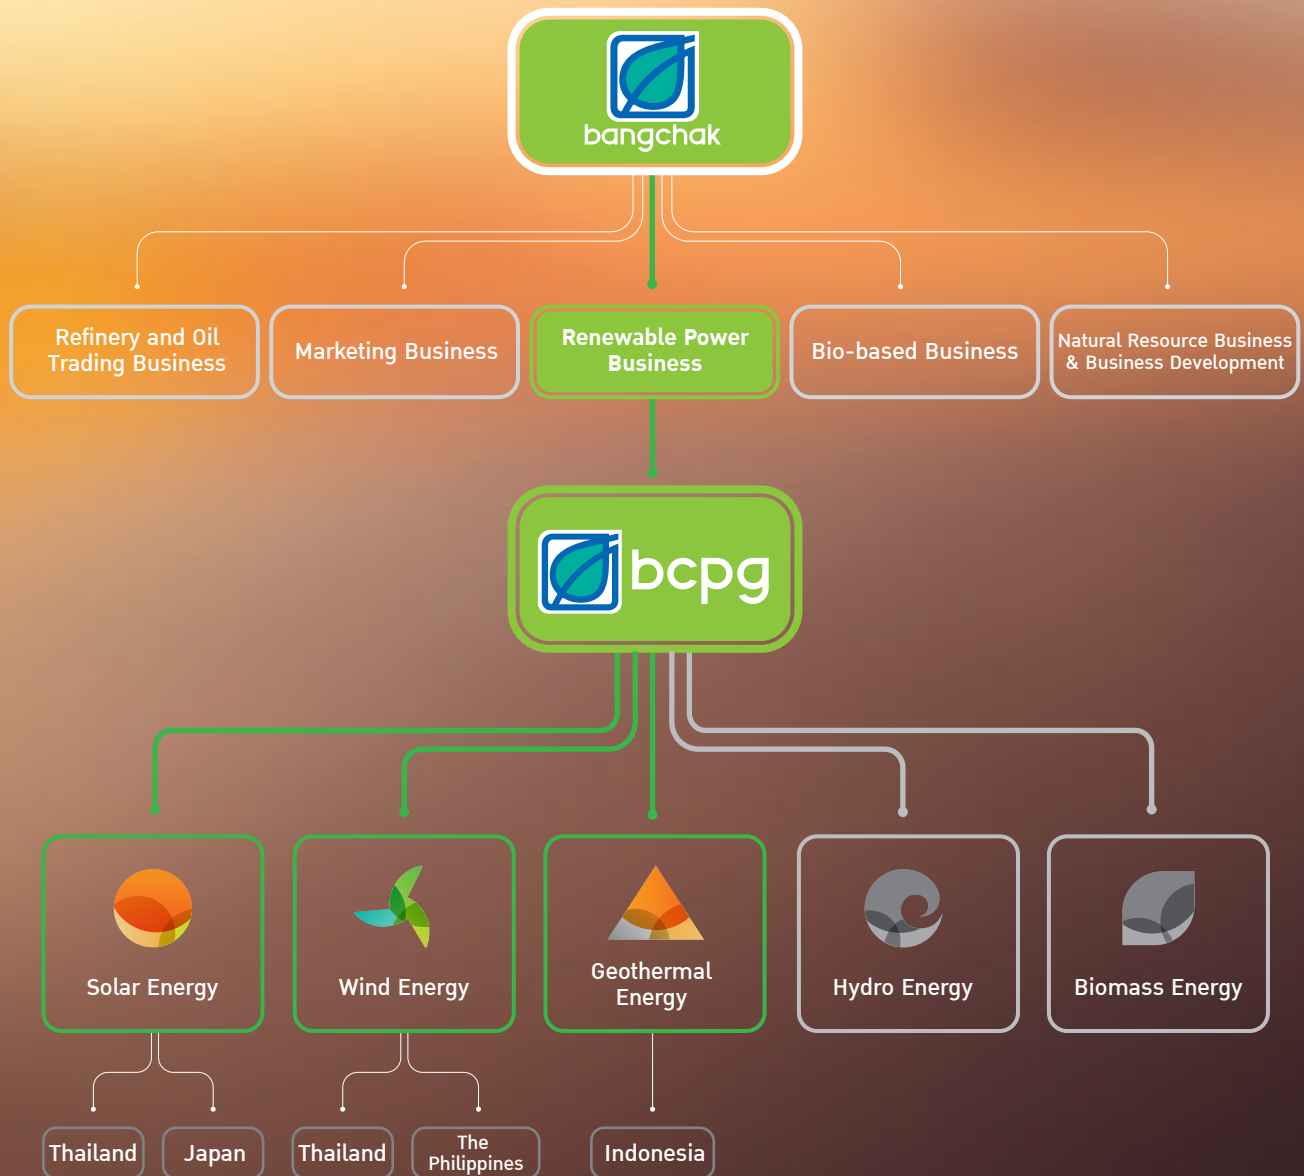 bangchak
Refinery and Oil
Trading Business
Marketing Business
Renewable Power
Business
Bio-based Business
Natural Resource Business
& Business Development
bcpg
Solar Energy
Wind Energy
Geothermal
Energy
Hydro Energy
Biomass Energy
Thailand
Japan
Thailand
The
Philippines
Indonesia